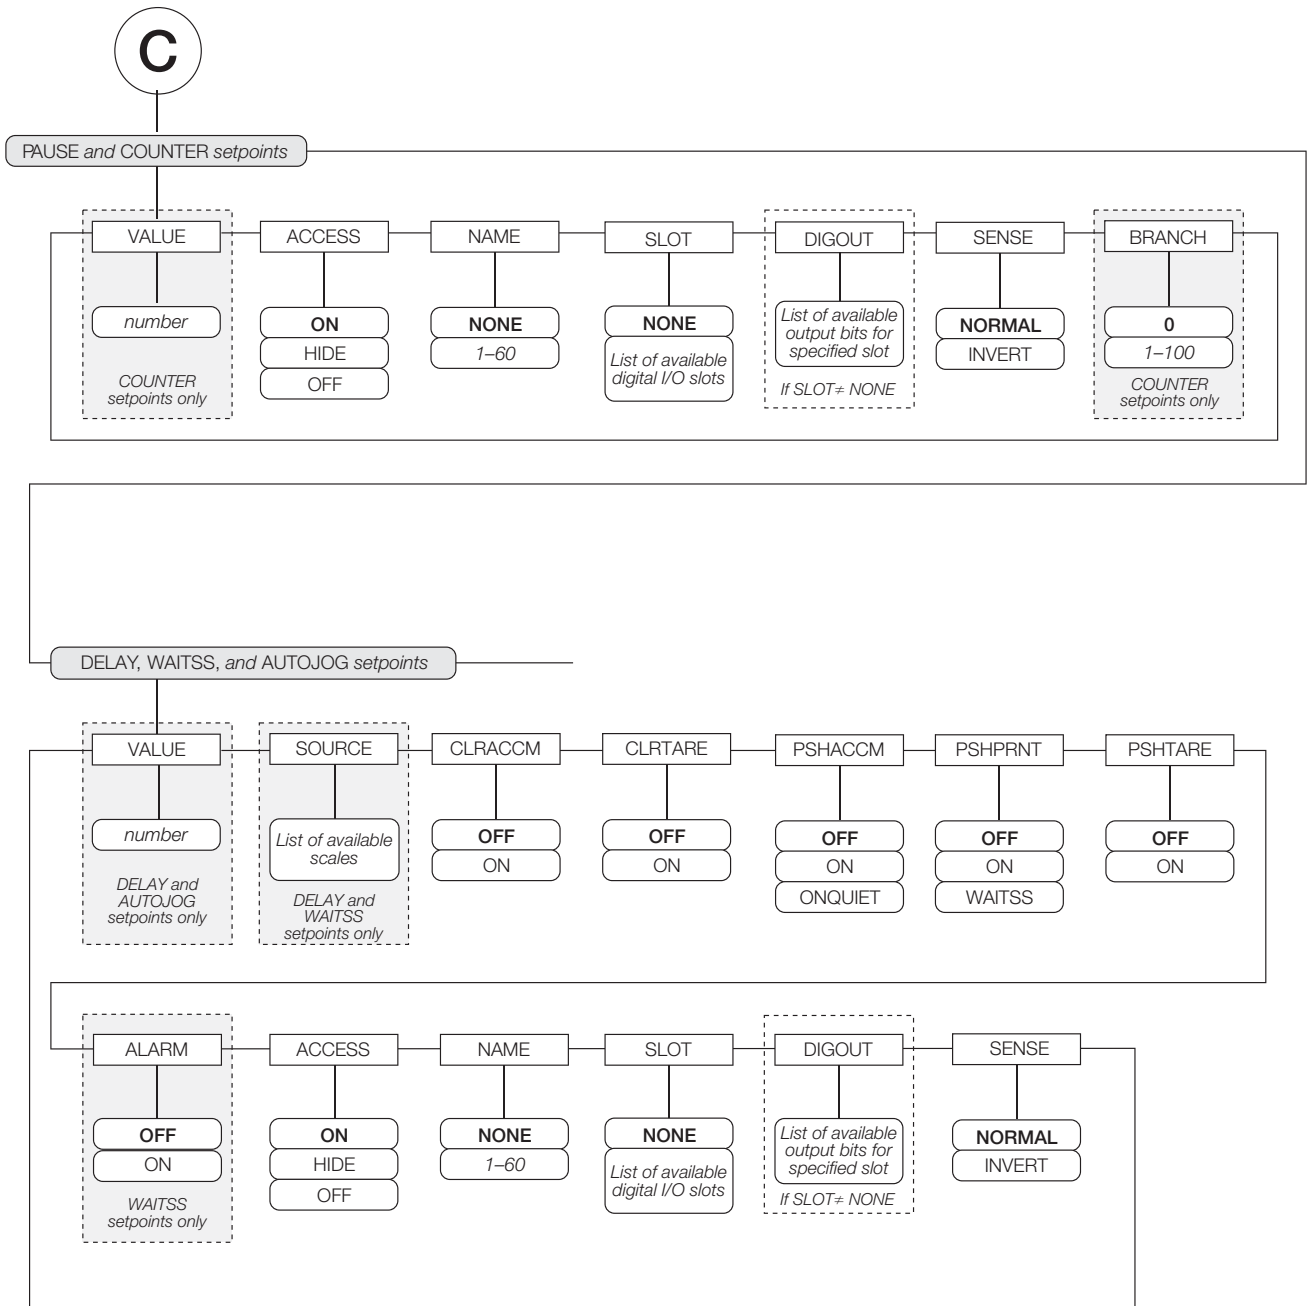 C
PAUSE and COUNTER setpoints
VALUE
ACCESS
NAME
SLOT
DIGOUT
SENSE
BRANCH
number
COUNTER
setpoints only
ON
HIDE
OFF
NONE
1–60
NONE
List of available
digital I/O slots
List of available
output bits for
specified slot
If SLOT≠ NONE
NORMAL
INVERT
0
1–100
COUNTER
setpoints only
DELAY, WAITSS, and AUTOJOG setpoints
VALUE
SOURCE
CLRACCM
CLRTARE
PSHACCM
PSHPRNT
PSHTARE
number
DELAY and
AUTOJOG
setpoints only
List of available
scales
DELAY and
WAITSS
setpoints only
OFF
ON
OFF
ON
OFF
ON
ONQUIET
OFF
ON
WAITSS
OFF
ON
ALARM
ACCESS
NAME
SLOT
DIGOUT
SENSE
OFF
ON
WAITSS
setpoints only
ON
HIDE
OFF
NONE
1–60
NONE
List of available
digital I/O slots
List of available
output bits for
specified slot
If SLOT≠ NONE
NORMAL
INVERT